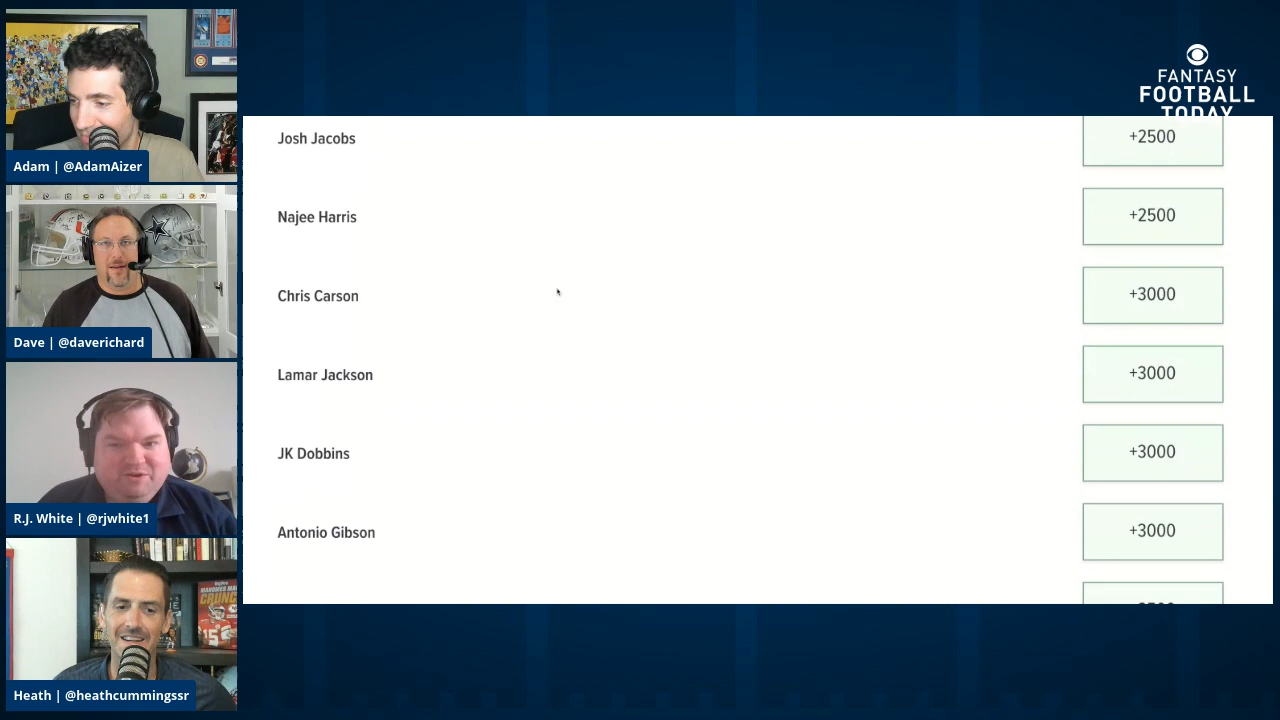 Adam | @AdamAizer
Dave | @daverichard
R.J. White | @rjwhite1
Heath | @heathcummingssr
FANTASY
FOOTBALL
TODAY
Josh Jacobs +2500
Najee Harris +2500
Chris Carson +3000
Lamar Jackson +3000
JK Dobbins +3000
Antonio Gibson +3000